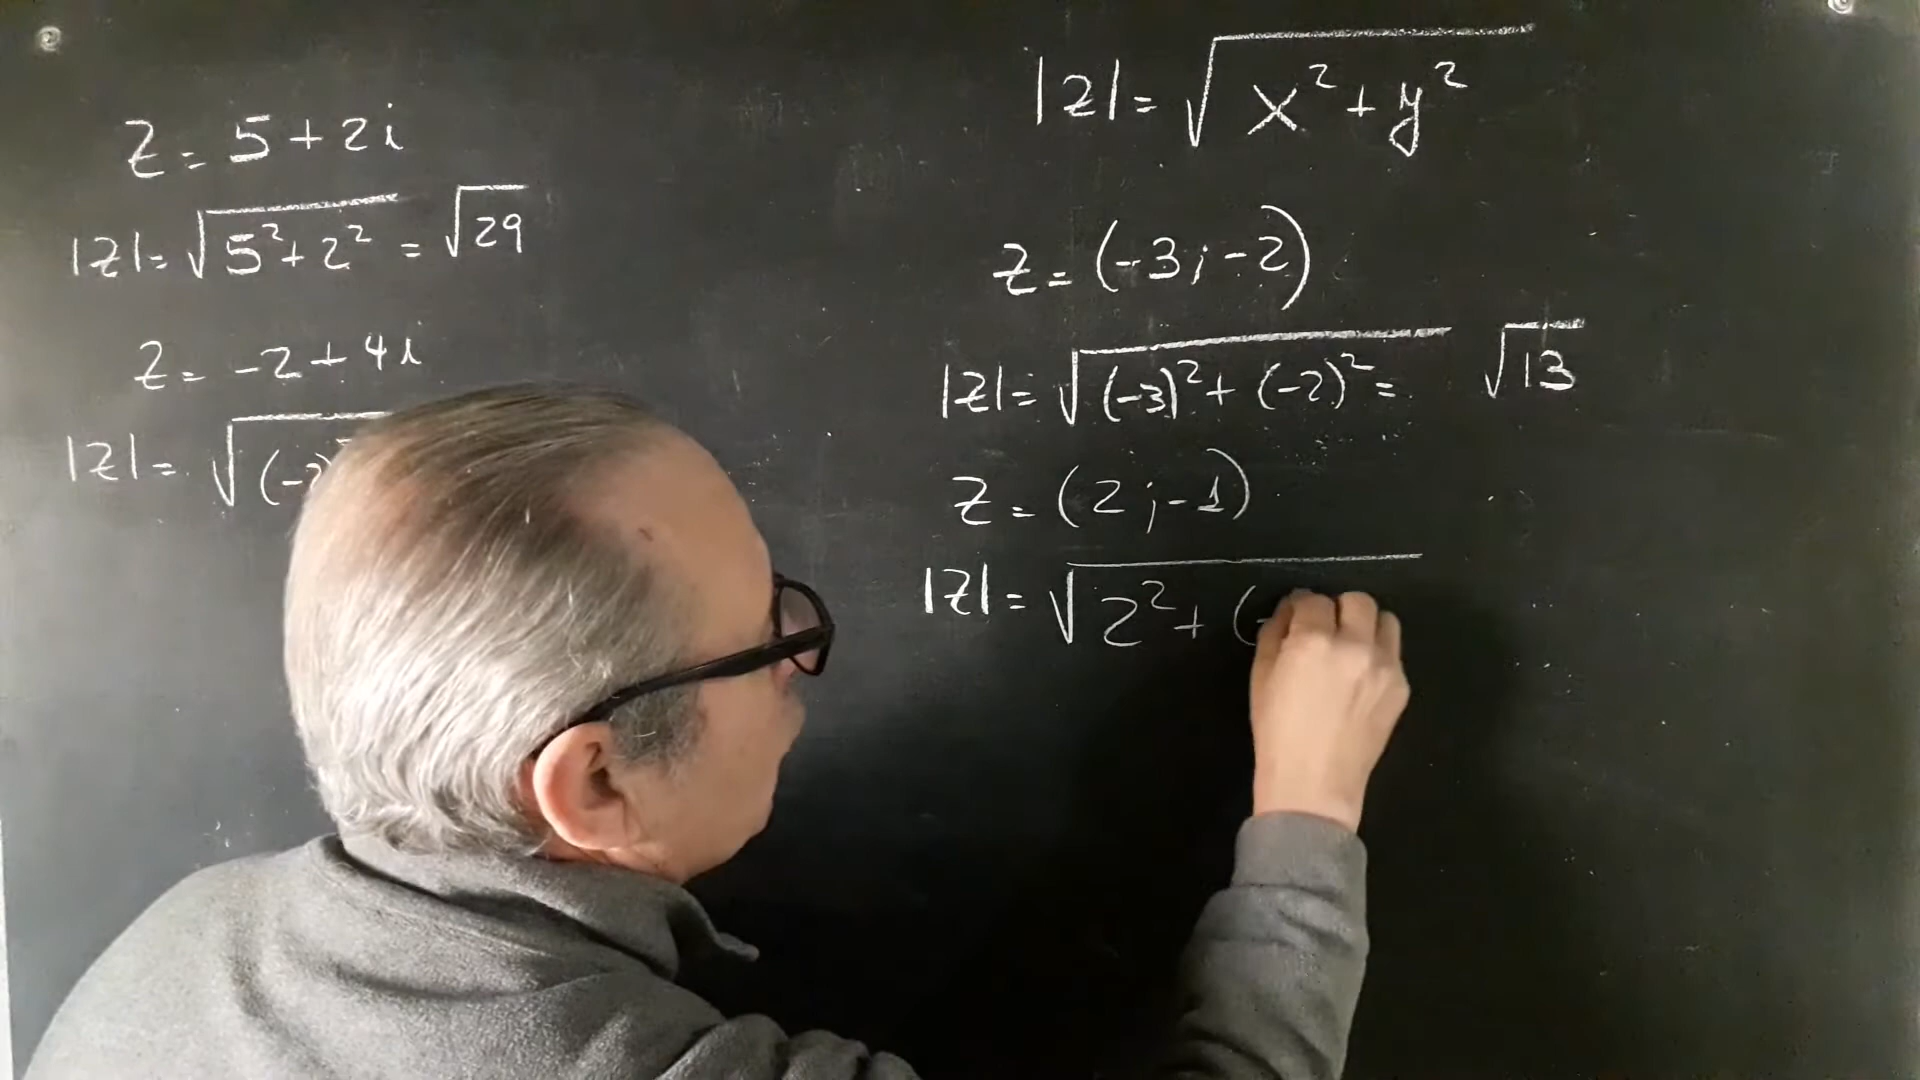 z = 5 + 2i
|z| = √5² + 2² = √29
z = -2 + 4i
|z| = √(-2)
|z| = √x² + y²
z = (-3; -2)
|z| = √(-3)² + (-2)² = √13
z = (2; -1)
|z| = √2² + (-